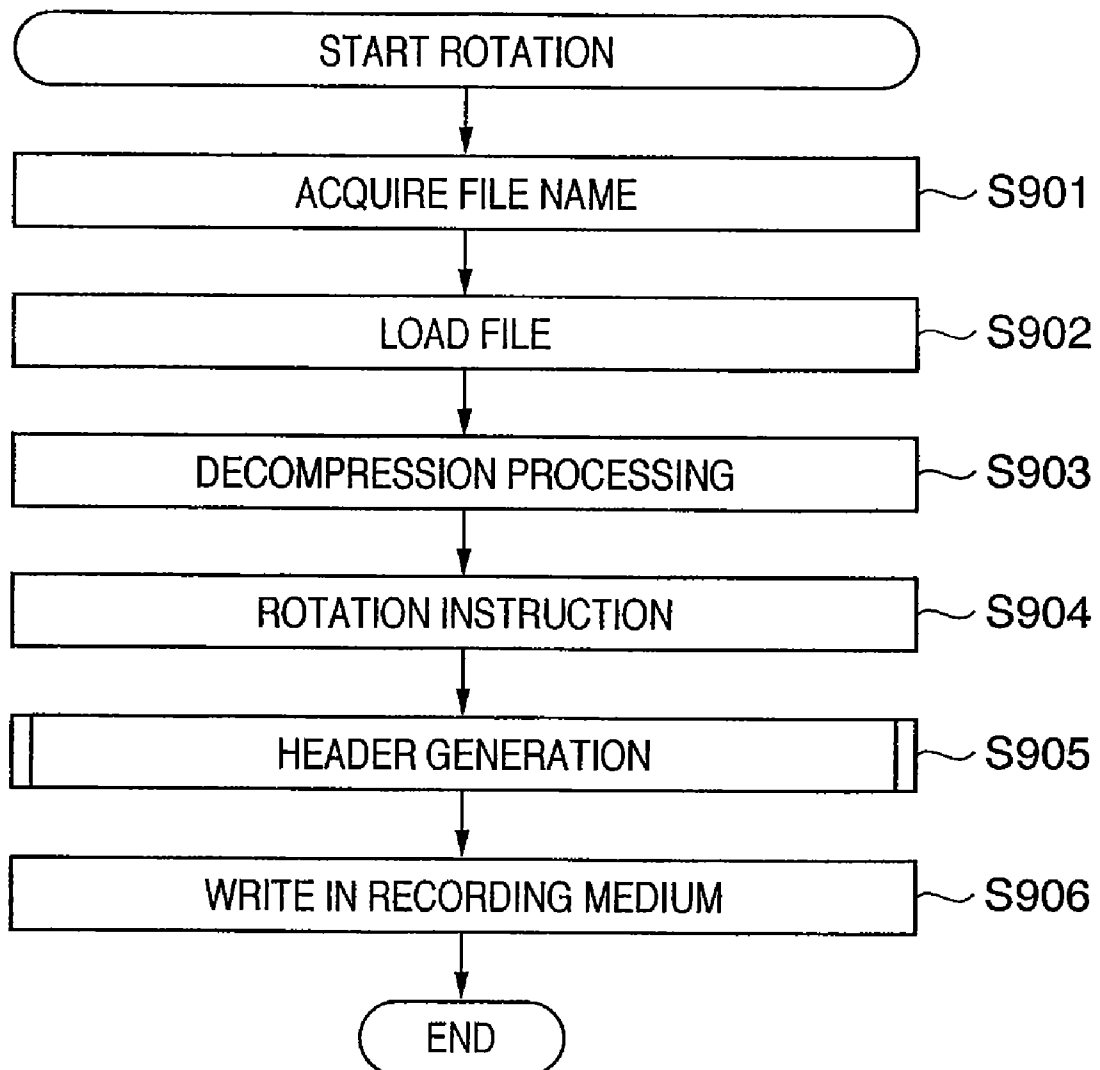 START ROTATION
ACQUIRE FILE NAME S901
LOAD FILE S902
DECOMPRESSION PROCESSING S903
ROTATION INSTRUCTION S904
HEADER GENERATION S905
WRITE IN RECORDING MEDIUM S906
END